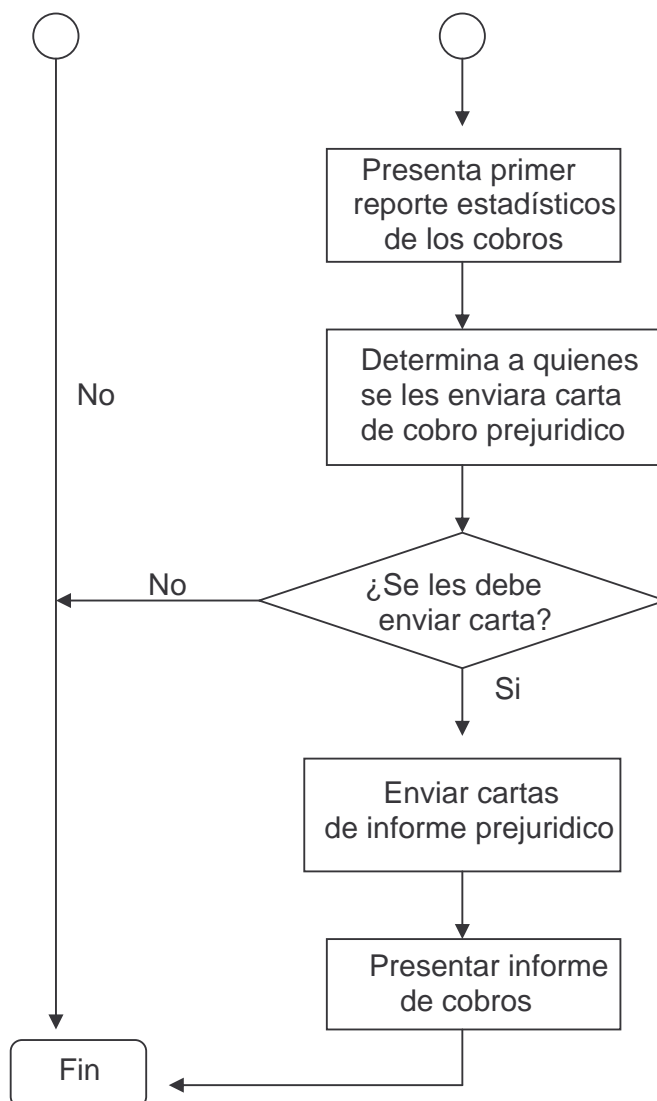 Presenta primer
reporte estadísticos
de los cobros
Determina a quienes
se les enviara carta
de cobro prejuridico
No
¿Se les debe
enviar carta?
No
Si
Enviar cartas
de informe prejuridico
Presentar informe
de cobros
Fin